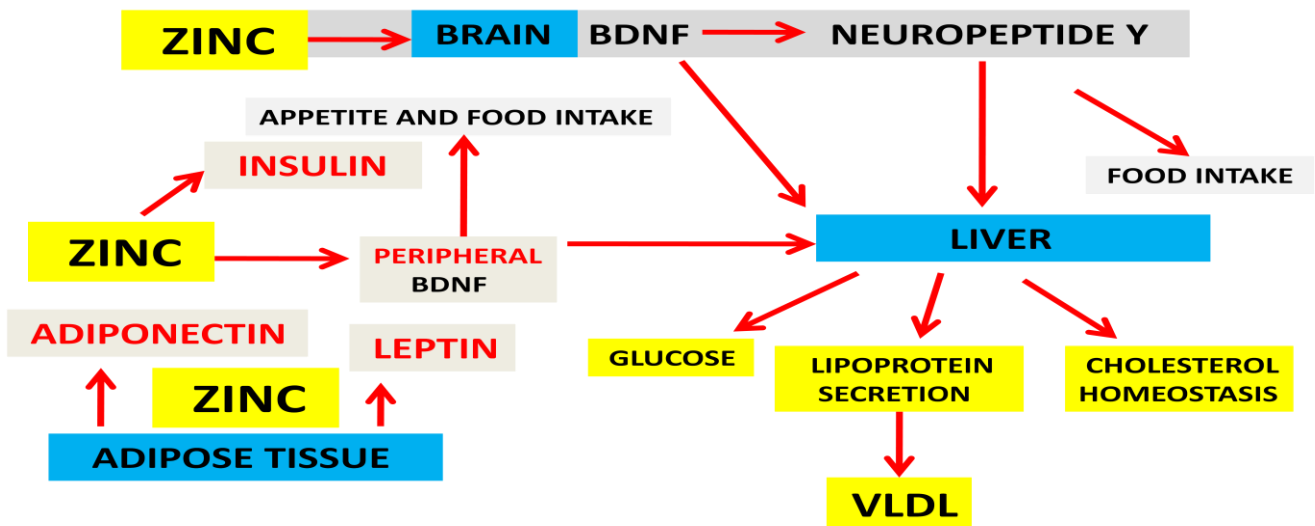 ZINC
BRAIN
BDNF
NEUROPEPTIDE Y
APPETITE AND FOOD INTAKE
INSULIN
FOOD INTAKE
ZINC
PERIPHERAL
BDNF
LIVER
ADIPONECTIN
LEPTIN
GLUCOSE
LIPOPROTEIN
SECRETION
CHOLESTEROL
HOMEOSTASIS
ZINC
ADIPOSE TISSUE
VLDL